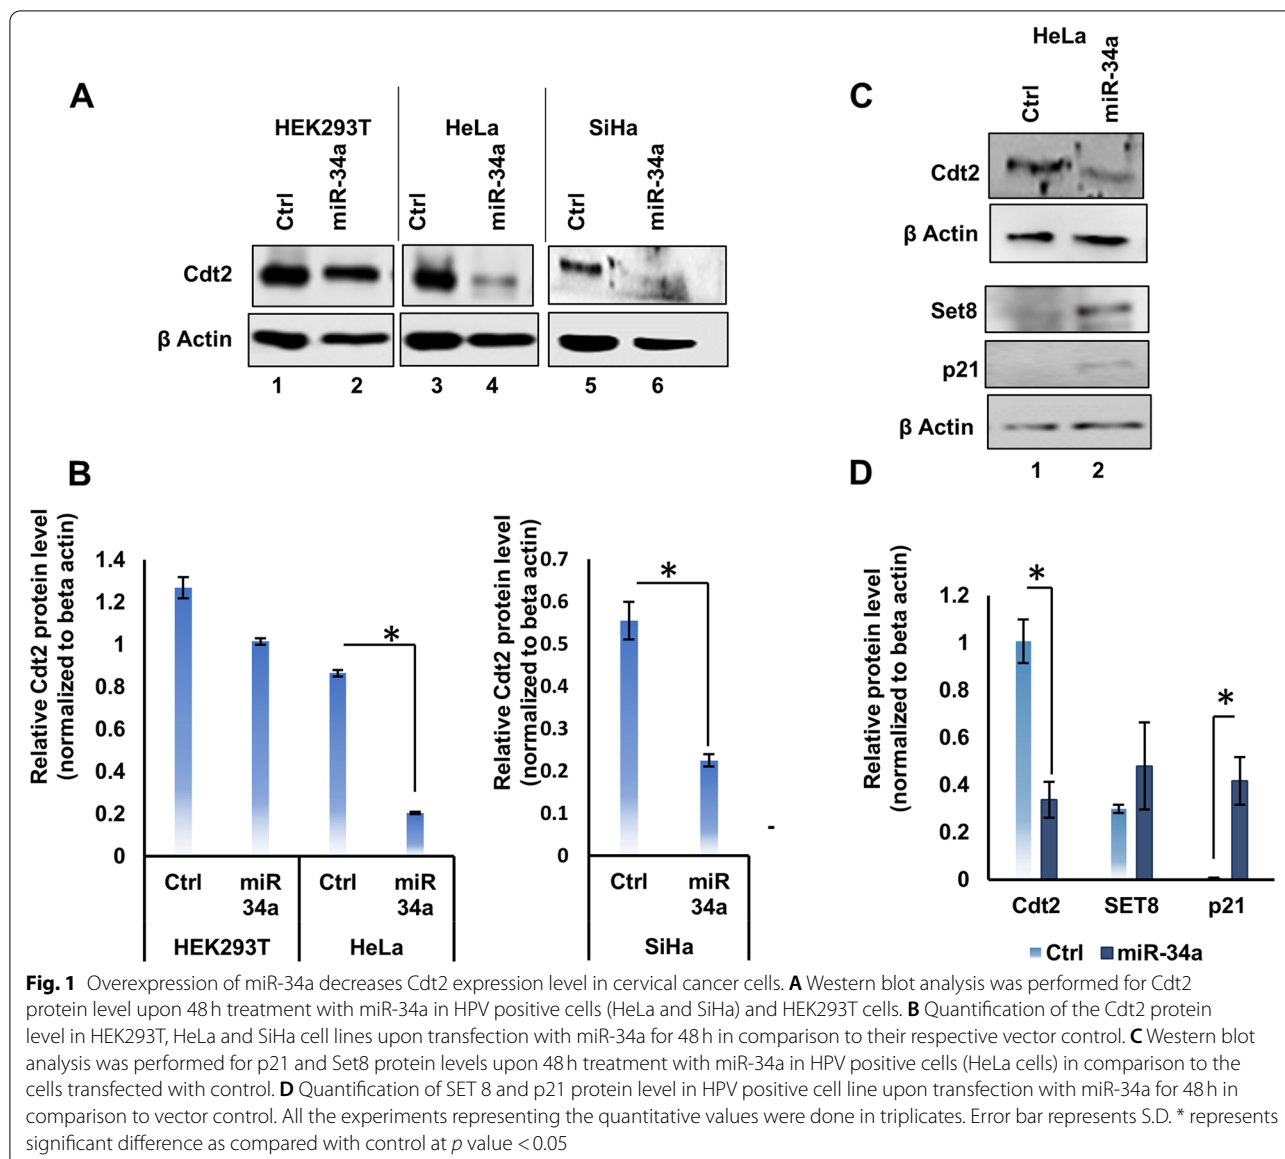 A
HEK293T
HeLa
SiHa
Ctrl
miR-34a
Ctrl
miR-34a
Ctrl
miR-34a
Cdt2
β Actin
1 2 3 4 5 6
C
HeLa
Ctrl
miR-34a
Cdt2
β Actin
Set8
p21
β Actin
1 2
B
Relative Cdt2 protein level
(normalized to beta actin)
1.4
1.2
1
0.8
0.6
0.4
0.2
0
*
Ctrl
miR
34a
Ctrl
miR
34a
HEK293T
HeLa
Relative Cdt2 protein level
(normalized to beta actin)
0.7
0.6
0.5
0.4
0.3
0.2
0.1
0
*
Ctrl
miR
34a
SiHa
-
D
Relative protein level
(normalized to beta actin)
1.2
1
0.8
0.6
0.4
0.2
0
*
*
Cdt2
SET8
p21
Ctrl
miR-34a
Fig. 1 Overexpression of miR-34a decreases Cdt2 expression level in cervical cancer cells. A Western blot analysis was performed for Cdt2
protein level upon 48 h treatment with miR-34a in HPV positive cells (HeLa and SiHa) and HEK293T cells. B Quantification of the Cdt2 protein
level in HEK293T, HeLa and SiHa cell lines upon transfection with miR-34a for 48 h in comparison to their respective vector control. C Western blot
analysis was performed for p21 and Set8 protein levels upon 48 h treatment with miR-34a in HPV positive cells (HeLa cells) in comparison to the
cells transfected with control. D Quantification of SET 8 and p21 protein level in HPV positive cell line upon transfection with miR-34a for 48 h in
comparison to vector control. All the experiments representing the quantitative values were done in triplicates. Error bar represents S.D. * represents
significant difference as compared with control at p value < 0.05